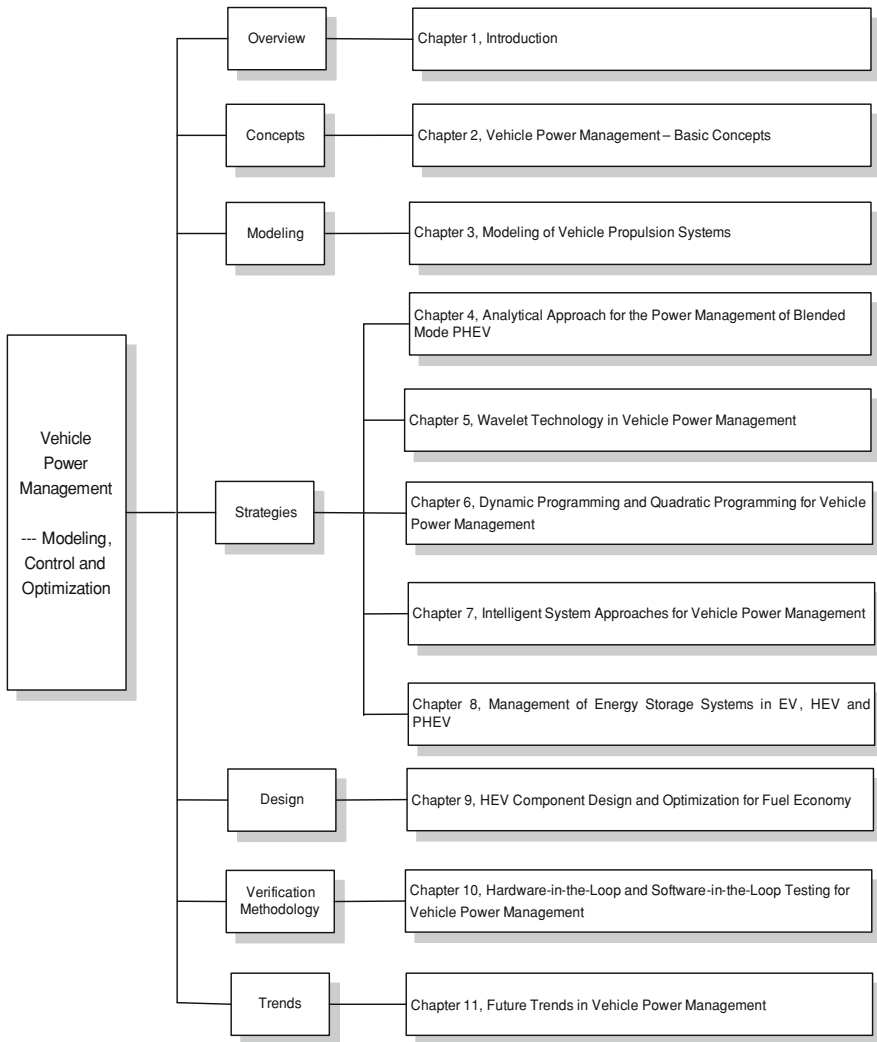 Vehicle
Power
Management
--- Modeling,
Control and
Optimization
Overview
Chapter 1, Introduction
Concepts
Chapter 2, Vehicle Power Management – Basic Concepts
Modeling
Chapter 3, Modeling of Vehicle Propulsion Systems
Strategies
Chapter 4, Analytical Approach for the Power Management of Blended
Mode PHEV
Chapter 5, Wavelet Technology in Vehicle Power Management
Chapter 6, Dynamic Programming and Quadratic Programming for Vehicle
Power Management
Chapter 7, Intelligent System Approaches for Vehicle Power Management
Chapter 8, Management of Energy Storage Systems in EV, HEV and
PHEV
Design
Chapter 9, HEV Component Design and Optimization for Fuel Economy
Verification
Methodology
Chapter 10, Hardware-in-the-Loop and Software-in-the-Loop Testing for
Vehicle Power Management
Trends
Chapter 11, Future Trends in Vehicle Power Management